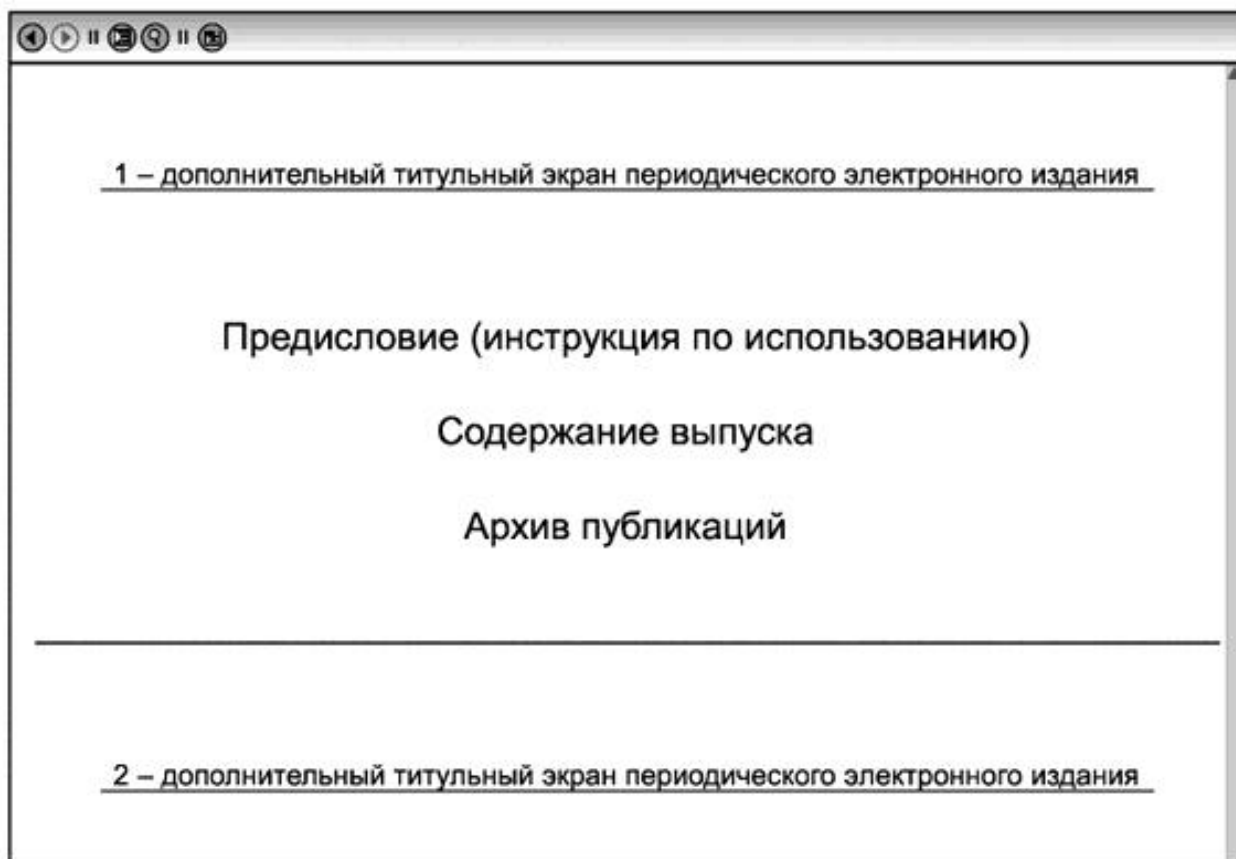 1 – дополнительный титульный экран периодического электронного издания
Предисловие (инструкция по использованию)
Содержание выпуска
Архив публикаций
2 – дополнительный титульный экран периодического электронного издания